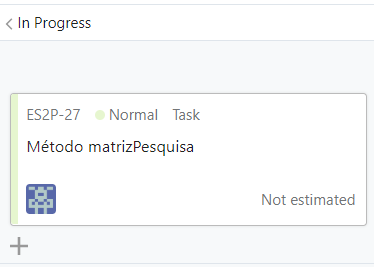 In Progress
ES2P-27 Normal Task
Método matrizPesquisa
Not estimated